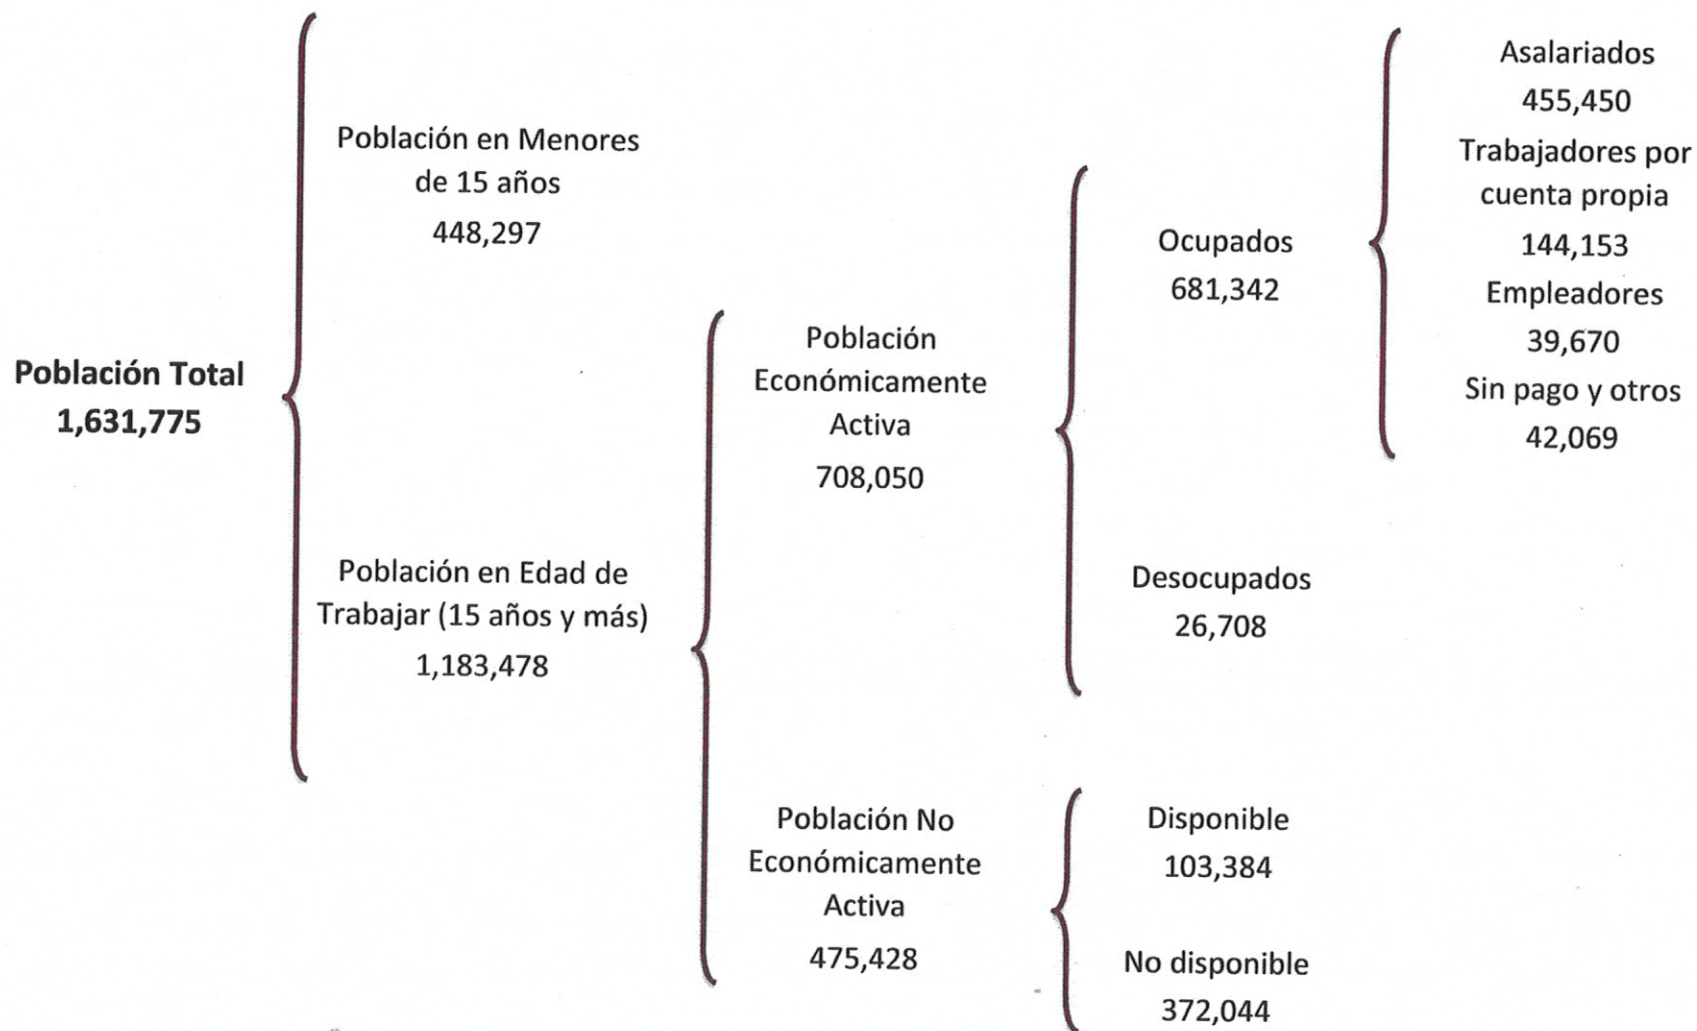 Población Total
1,631,775
Población en Menores
de 15 años
448,297
Población en Edad de
Trabajar (15 años y más)
1,183,478
Población
Económicamente
Activa
708,050
Población No
Económicamente
Activa
475,428
Ocupados
681,342
Desocupados
26,708
Disponible
103,384
No disponible
372,044
Asalariados
455,450
Trabajadores por
cuenta propia
144,153
Empleadores
39,670
Sin pago y otros
42,069